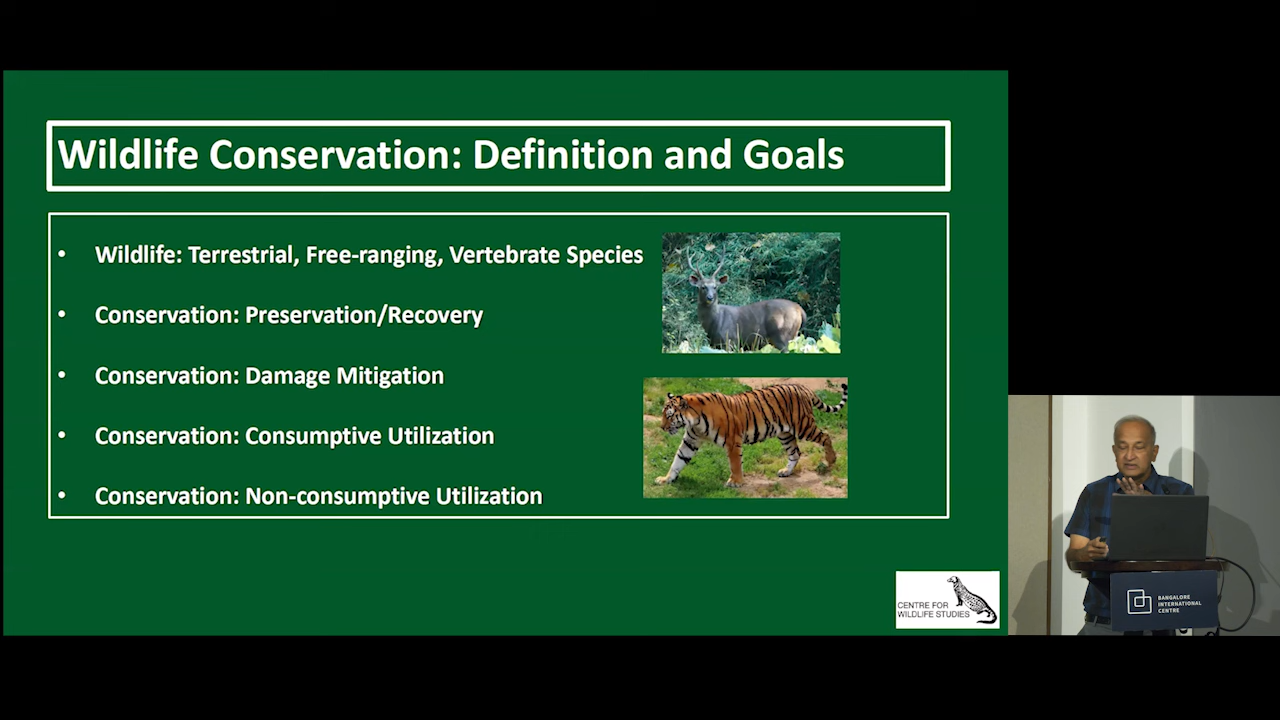 Wildlife Conservation: Definition and Goals
• Wildlife: Terrestrial, Free-ranging, Vertebrate Species
• Conservation: Preservation/Recovery
• Conservation: Damage Mitigation
• Conservation: Consumptive Utilization
• Conservation: Non-consumptive Utilization
CENTRE FOR
WILDLIFE STUDIES
BANGALORE
INTERNATIONAL
CENTRE